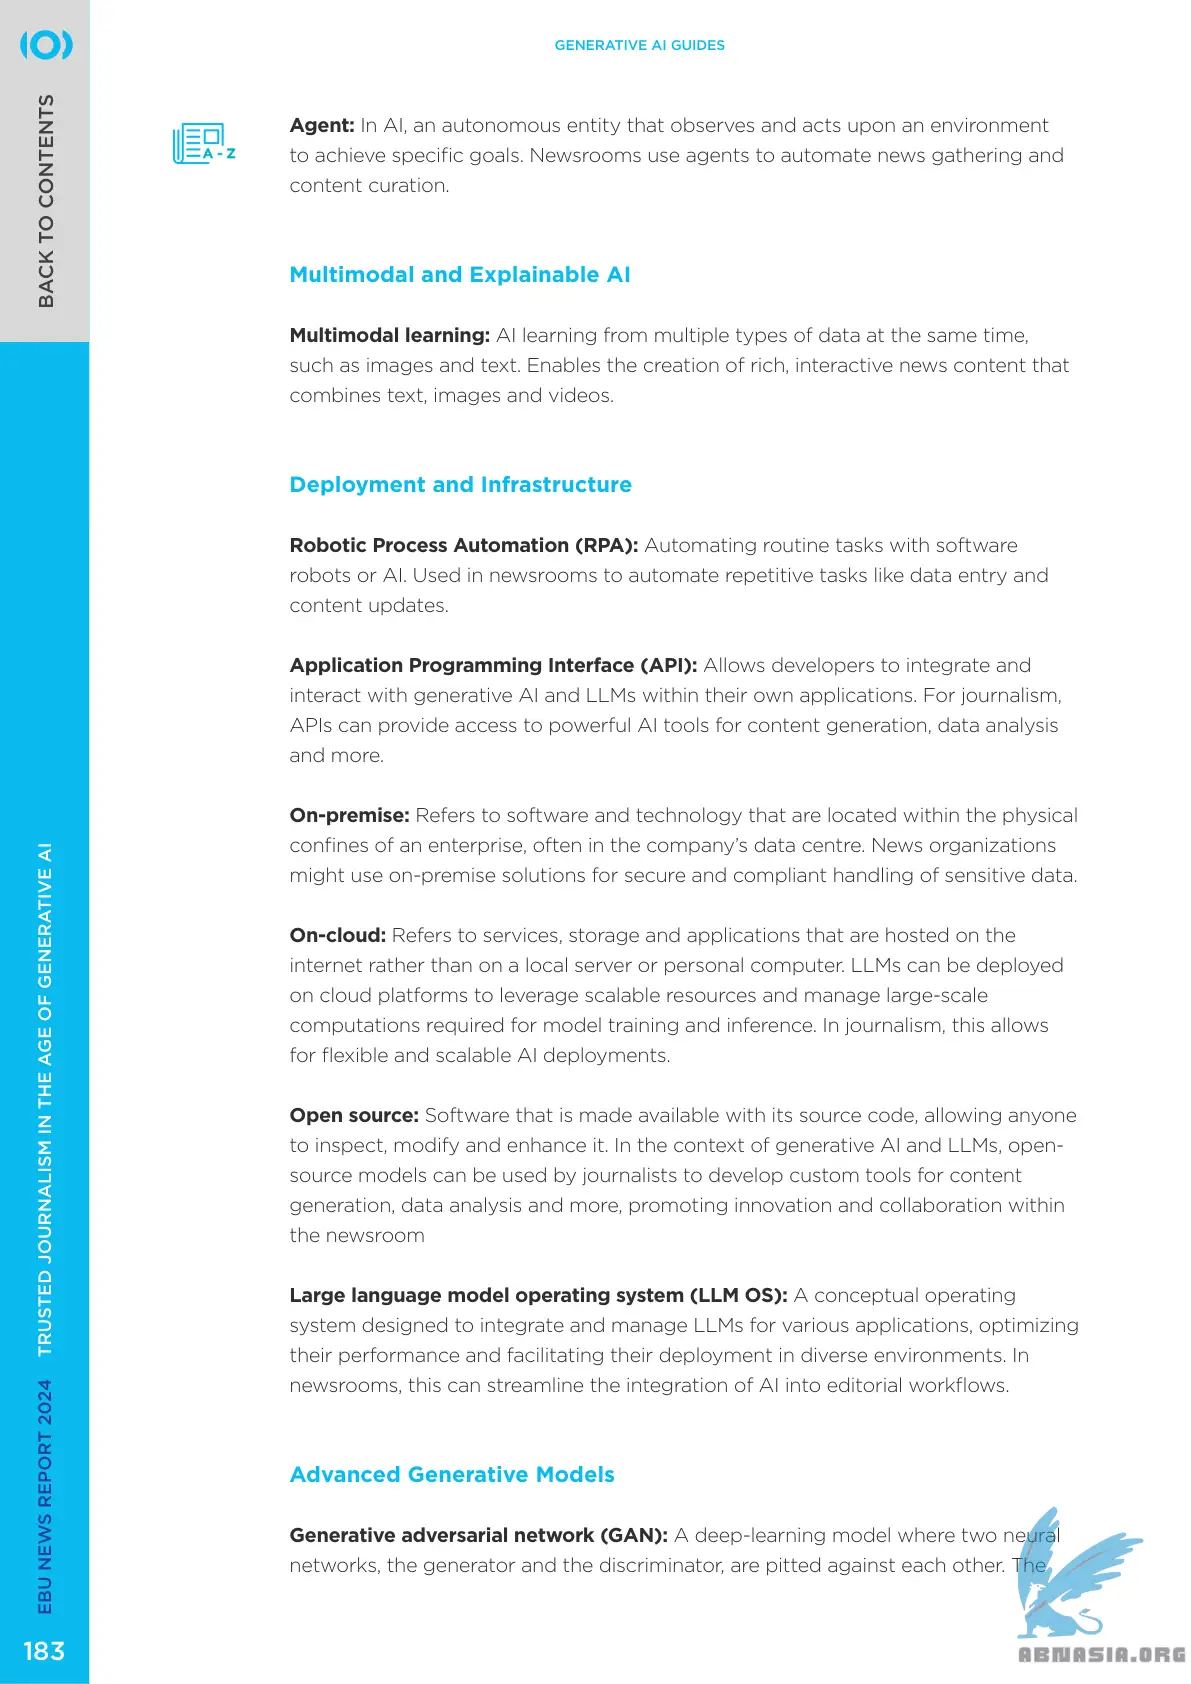 GENERATIVE AI GUIDES
BACK TO CONTENTS
A - Z
Agent: In AI, an autonomous entity that observes and acts upon an environment
to achieve specific goals. Newsrooms use agents to automate news gathering and
content curation.
Multimodal and Explainable AI
Multimodal learning: AI learning from multiple types of data at the same time,
such as images and text. Enables the creation of rich, interactive news content that
combines text, images and videos.
Deployment and Infrastructure
Robotic Process Automation (RPA): Automating routine tasks with software
robots or AI. Used in newsrooms to automate repetitive tasks like data entry and
content updates.
Application Programming Interface (API): Allows developers to integrate and
interact with generative AI and LLMs within their own applications. For journalism,
APIs can provide access to powerful AI tools for content generation, data analysis
and more.
On-premise: Refers to software and technology that are located within the physical
confines of an enterprise, often in the company’s data centre. News organizations
might use on-premise solutions for secure and compliant handling of sensitive data.
On-cloud: Refers to services, storage and applications that are hosted on the
internet rather than on a local server or personal computer. LLMs can be deployed
on cloud platforms to leverage scalable resources and manage large-scale
computations required for model training and inference. In journalism, this allows
for flexible and scalable AI deployments.
Open source: Software that is made available with its source code, allowing anyone
to inspect, modify and enhance it. In the context of generative AI and LLMs, open-
source models can be used by journalists to develop custom tools for content
generation, data analysis and more, promoting innovation and collaboration within
the newsroom
Large language model operating system (LLM OS): A conceptual operating
system designed to integrate and manage LLMs for various applications, optimizing
their performance and facilitating their deployment in diverse environments. In
newsrooms, this can streamline the integration of AI into editorial workflows.
Advanced Generative Models
Generative adversarial network (GAN): A deep-learning model where two neural
networks, the generator and the discriminator, are pitted against each other. The
EBU NEWS REPORT 2024 TRUSTED JOURNALISM IN THE AGE OF GENERATIVE AI
183
ABNASIA.ORG